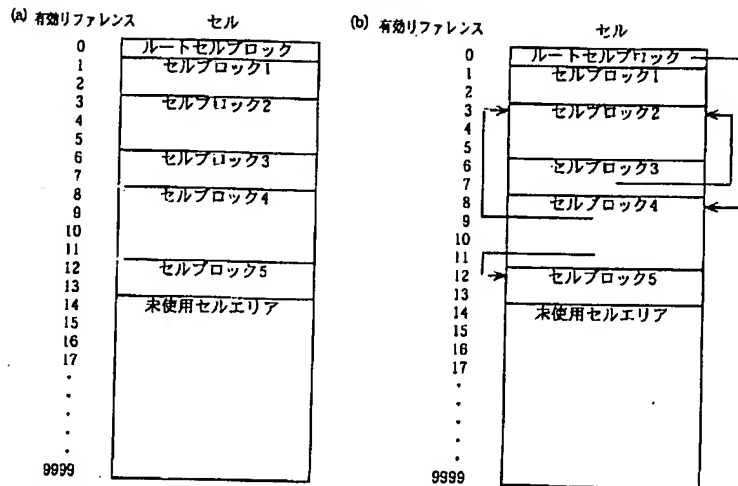 (a) 有効リファレンス セル
0 ルートセルブロック
1 セルブロック1
2
3 セルブロック2
4
5
6 セルブロック3
7
8 セルブロック4
9
10
11
12 セルブロック5
13
14 未使用セルエリア
15
16
17
・
・
・
・
・
9999
(b) 有効リファレンス セル
0 ルートセルブロック
1 セルブロック1
2
3 セルブロック2
4
5
6 セルブロック3
7
8 セルブロック4
9
10
11
12 セルブロック5
13
14 未使用セルエリア
15
16
17
・
・
・
・
・
9999